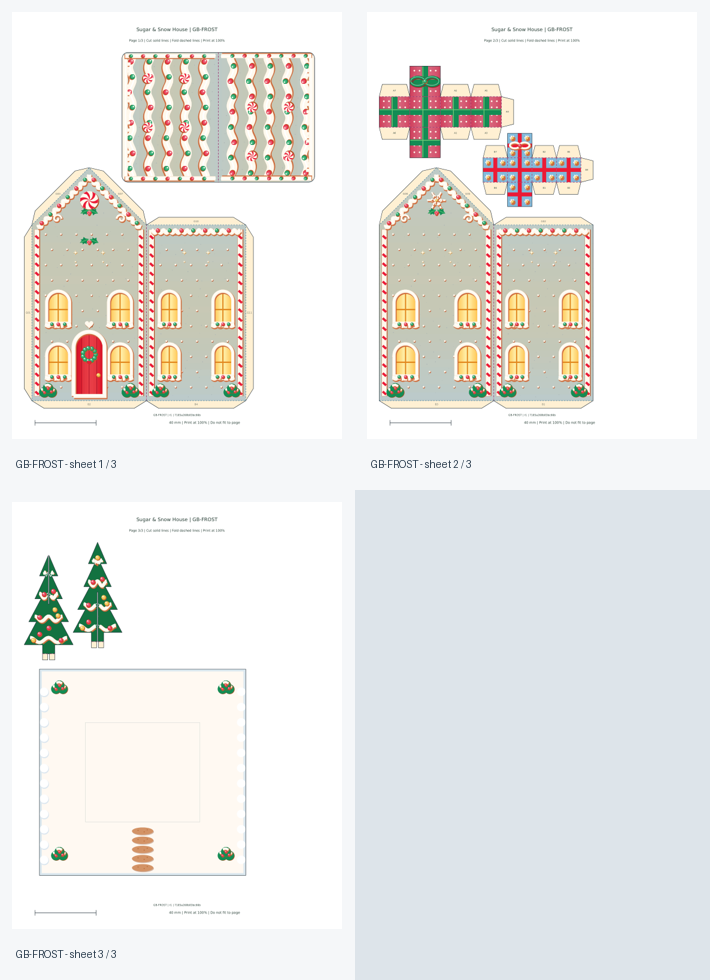 Sugar & Snow House | GB-FROST
Page 1/3 | Cut solid lines | Fold dashed lines | Print at 100%
40 mm | Print at 100% | Do not fit to page
GB-FROST - sheet 1 / 3
Sugar & Snow House | GB-FROST
Page 2/3 | Cut solid lines | Fold dashed lines | Print at 100%
40 mm | Print at 100% | Do not fit to page
GB-FROST - sheet 2 / 3
Sugar & Snow House | GB-FROST
Page 3/3 | Cut solid lines | Fold dashed lines | Print at 100%
40 mm | Print at 100% | Do not fit to page
GB-FROST - sheet 3 / 3